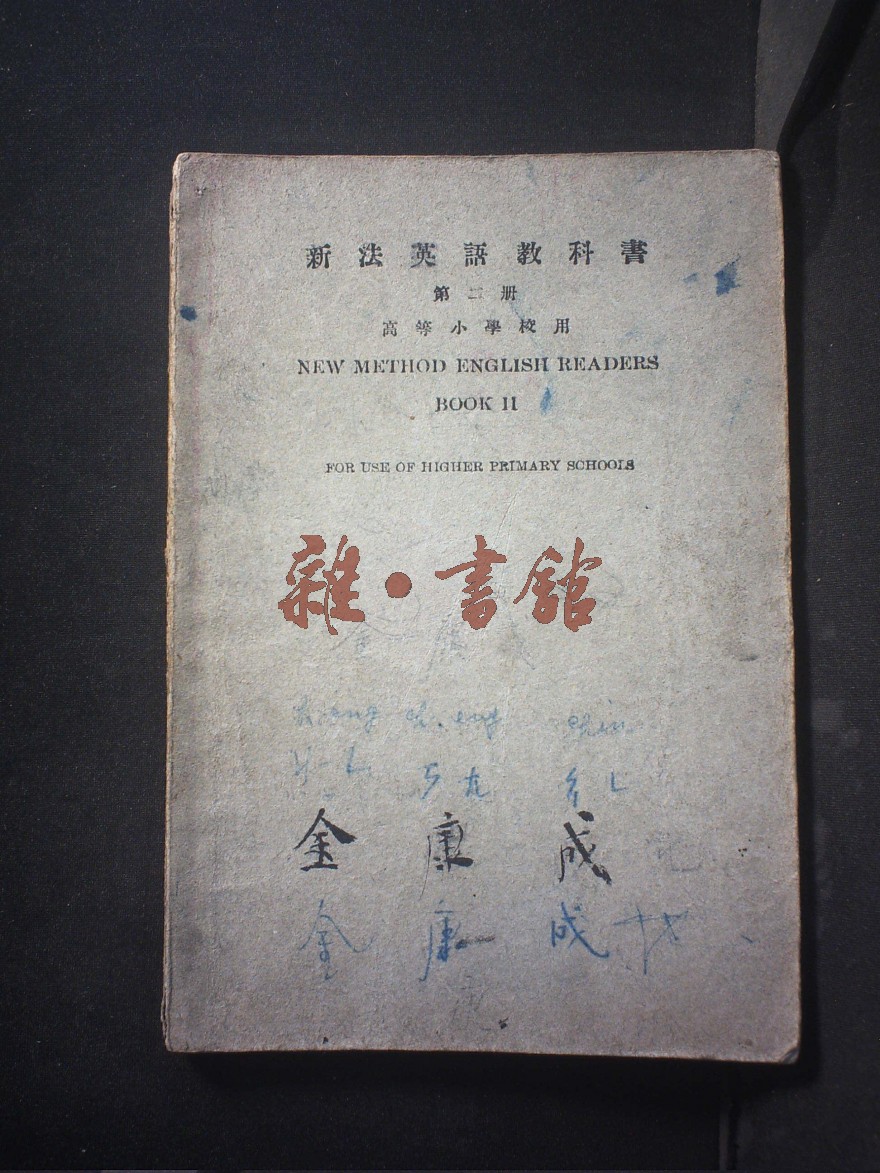 新法英語教科書
第二册
高等小學校用
NEW METHOD ENGLISH READERS
BOOK II
FOR USE OF HIGHER PRIMARY SCHOOLS
雜·書館
chin
金康成
金康成